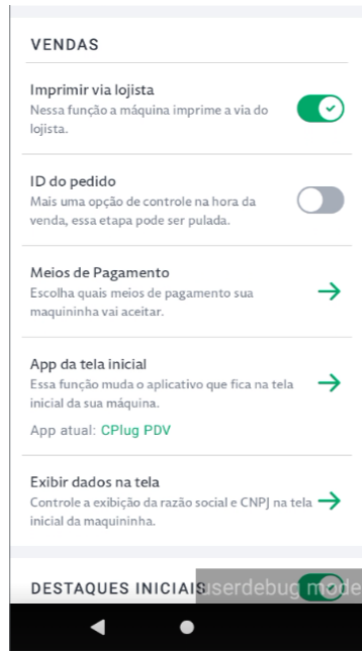 VENDAS
Imprimir via lojista
Nessa função a máquina imprime a via do
lojista.
ID do pedido
Mais uma opção de controle na hora da
venda, essa etapa pode ser pulada.
Meios de Pagamento
Escolha quais meios de pagamento sua
maquininha vai aceitar.
App da tela inicial
Essa função muda o aplicativo que fica na tela
inicial da sua máquina.
App atual: CPlug PDV
Exibir dados na tela
Controle a exibição da razão social e CNPJ na tela
inicial da maquininha.
DESTAQUES INICIAIS
userdebug mode